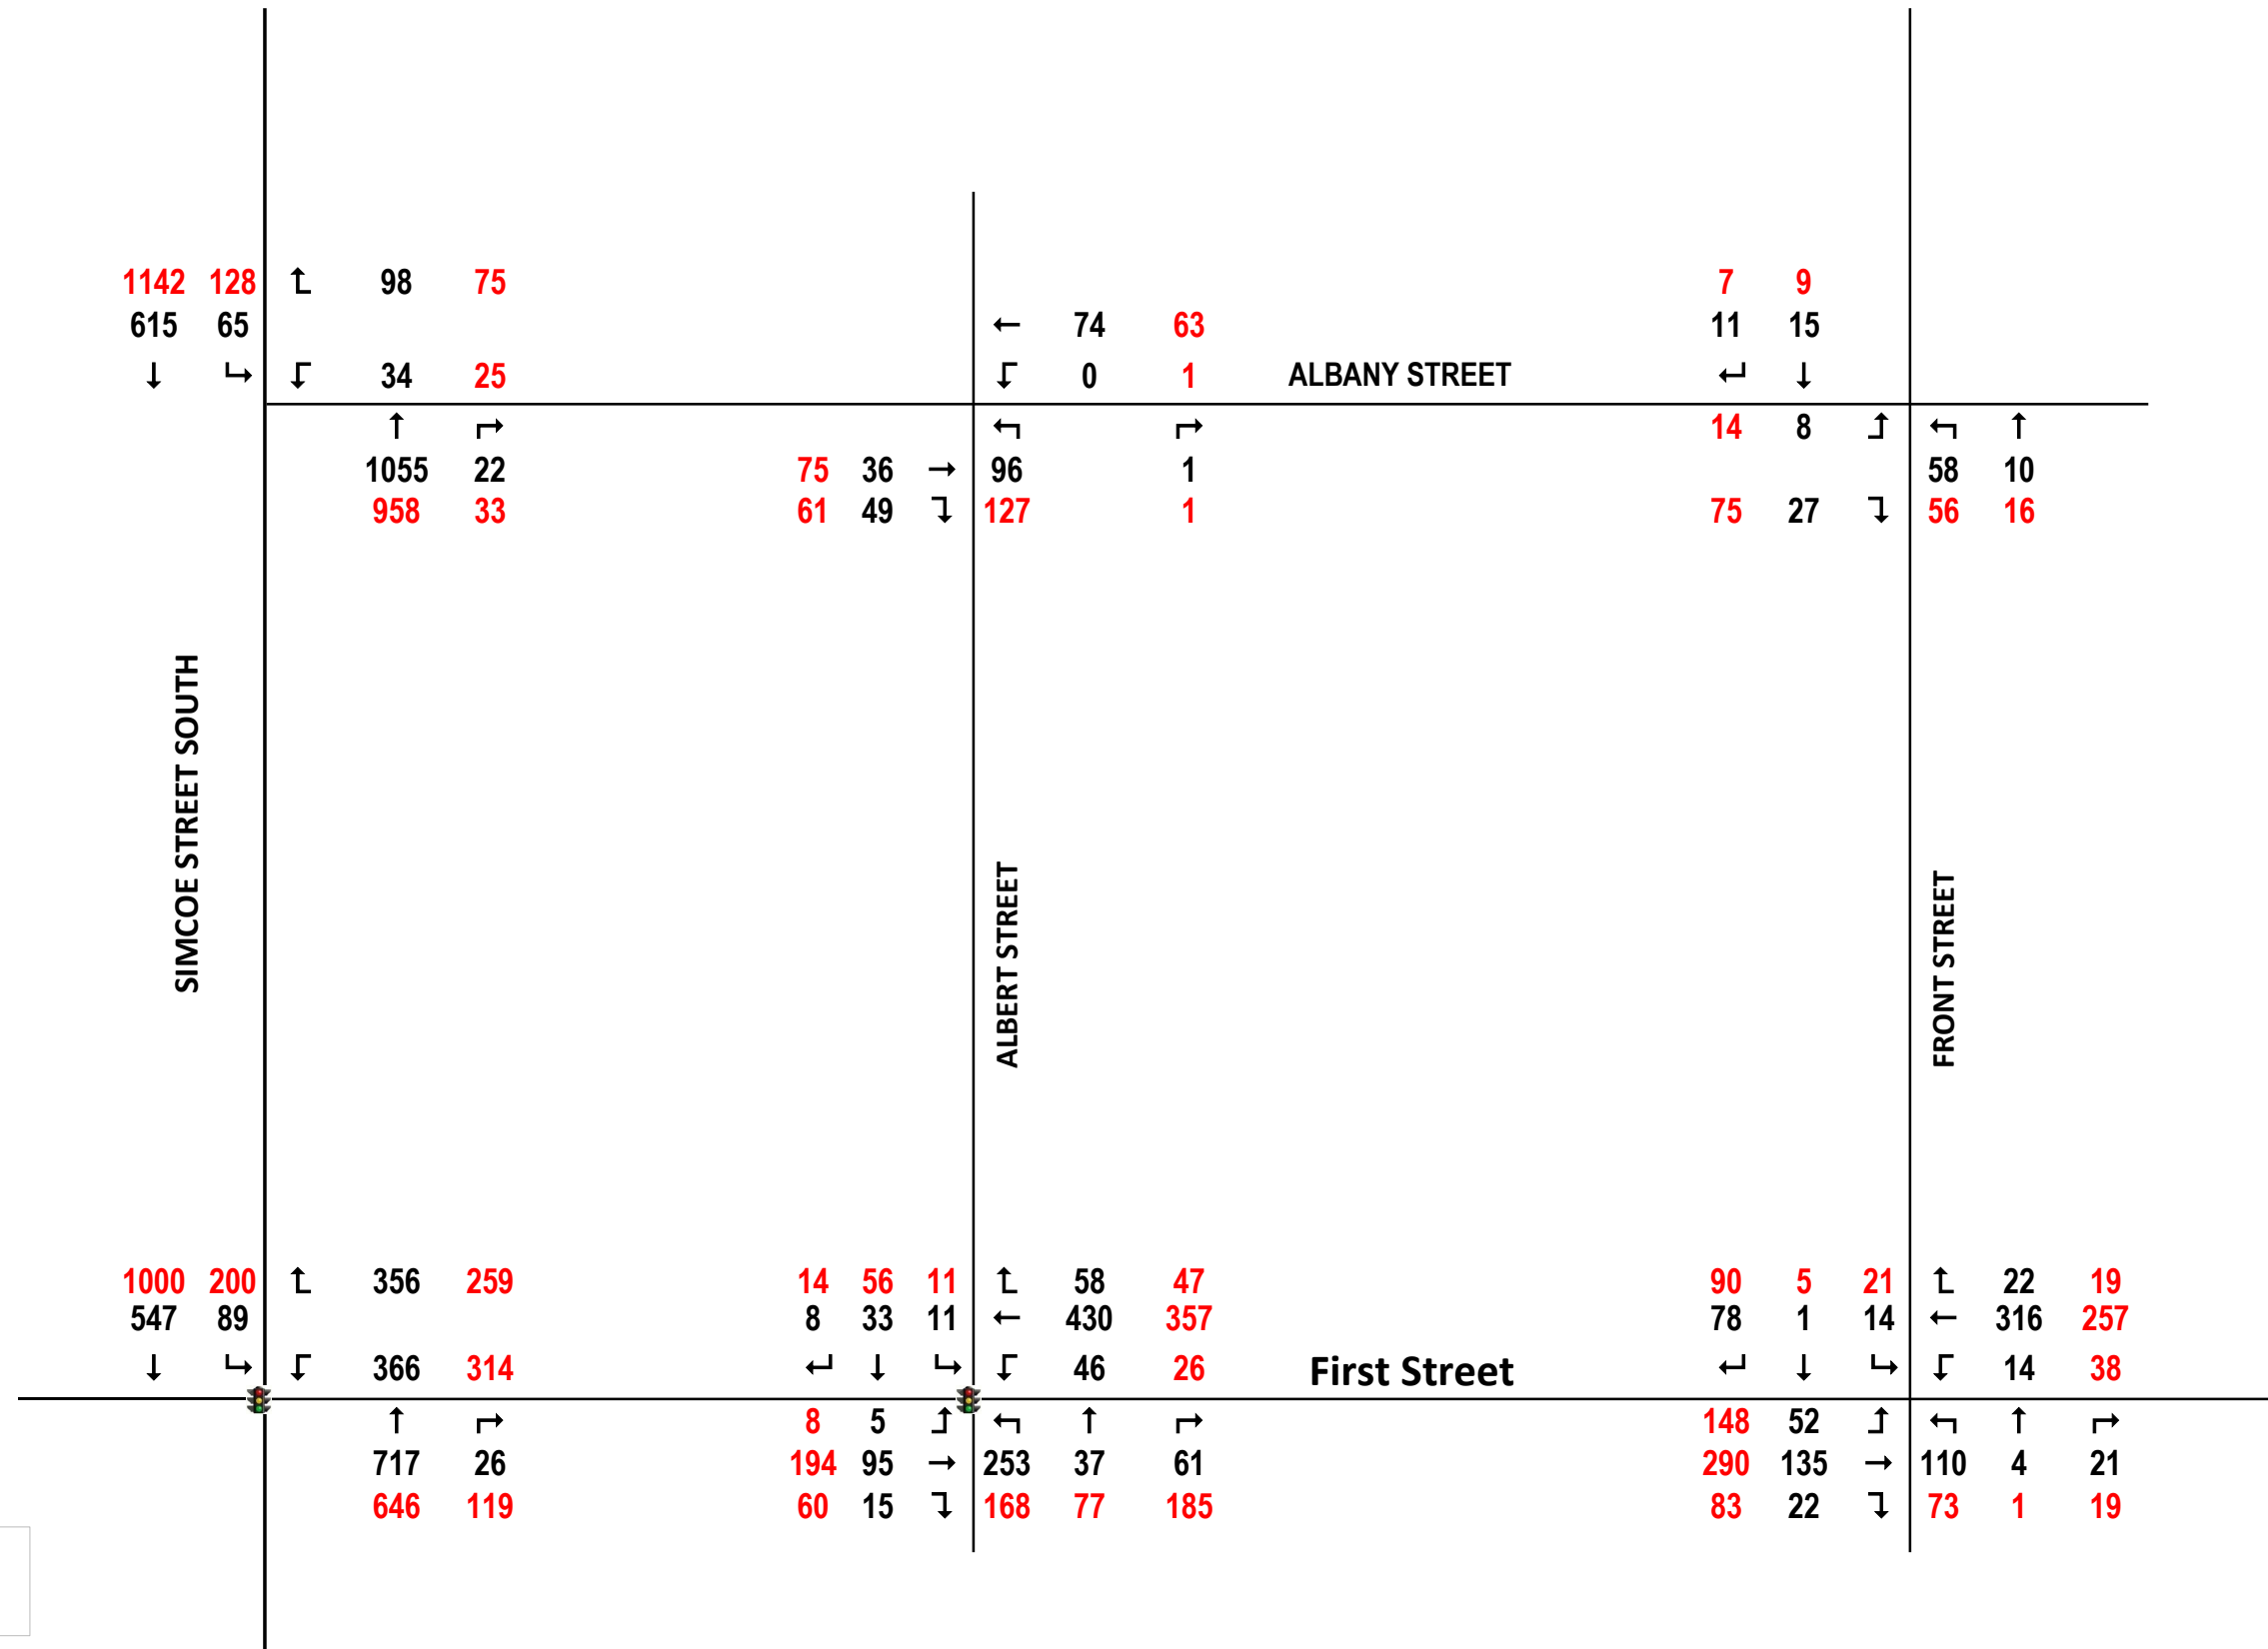 1142 128 ↑ 98 75 7 9
615 65 ← 74 63 11 15
↓ ↳ ↰ 34 25 ↰ 0 1 ALBANY STREET ↵ ↓
↑ ↱ ↰ ↱ 14 8 ⮥ ↰ ↑
1055 22 75 36 → 96 1 58 10
958 33 61 49 ↴ 127 1 75 27 ↴ 56 16
SIMCOE STREET SOUTH
ALBERT STREET
FRONT STREET
1000 200 ↑ 356 259 14 56 11 ↑ 58 47 90 5 21 ↑ 22 19
547 89 8 33 11 ← 430 357 78 1 14 ← 316 257
↓ ↳ 366 314 ↵ ↓ ↳ 46 26 First Street ↵ ↓ ↳ 14 38
↑ ↱ 8 5 ⮥ ↰ ↑ ↱ 148 52 ⮥ ↰ ↑ ↱
717 26 194 95 → 253 37 61 290 135 → 110 4 21
646 119 60 15 ↴ 168 77 185 83 22 ↴ 73 1 19